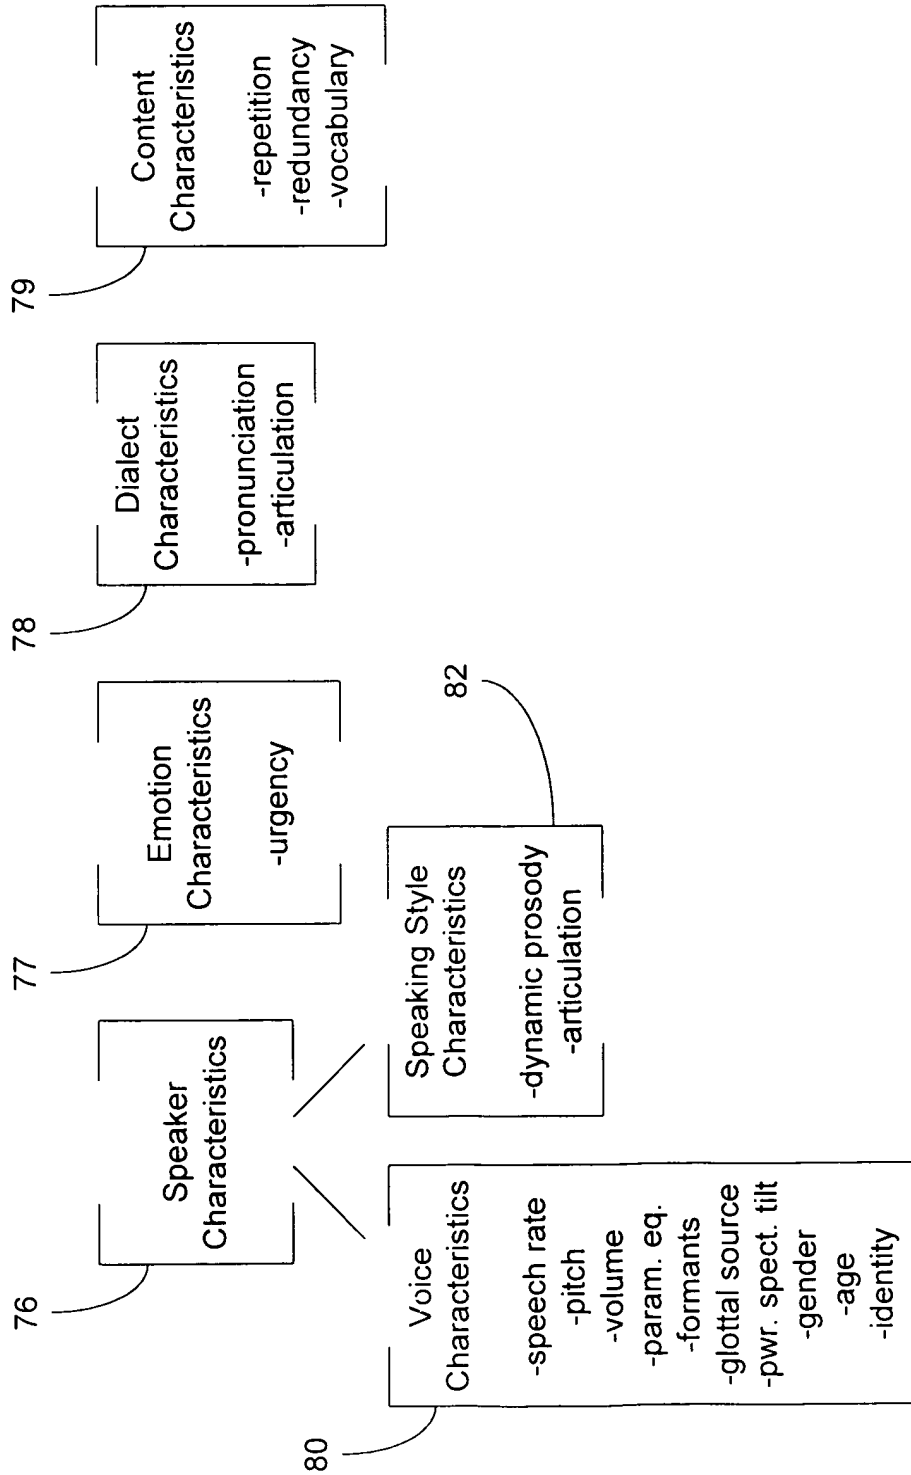 76
Speaker
Characteristics
77
Emotion
Characteristics
-urgency
78
Dialect
Characteristics
-pronunciation
-articulation
79
Content
Characteristics
-repetition
-redundancy
-vocabulary
80
Voice
Characteristics
-speech rate
-pitch
-volume
-param. eq.
-formants
-glottal source
-pwr. spect. tilt
-gender
-age
-identity
82
Speaking Style
Characteristics
-dynamic prosody
-articulation